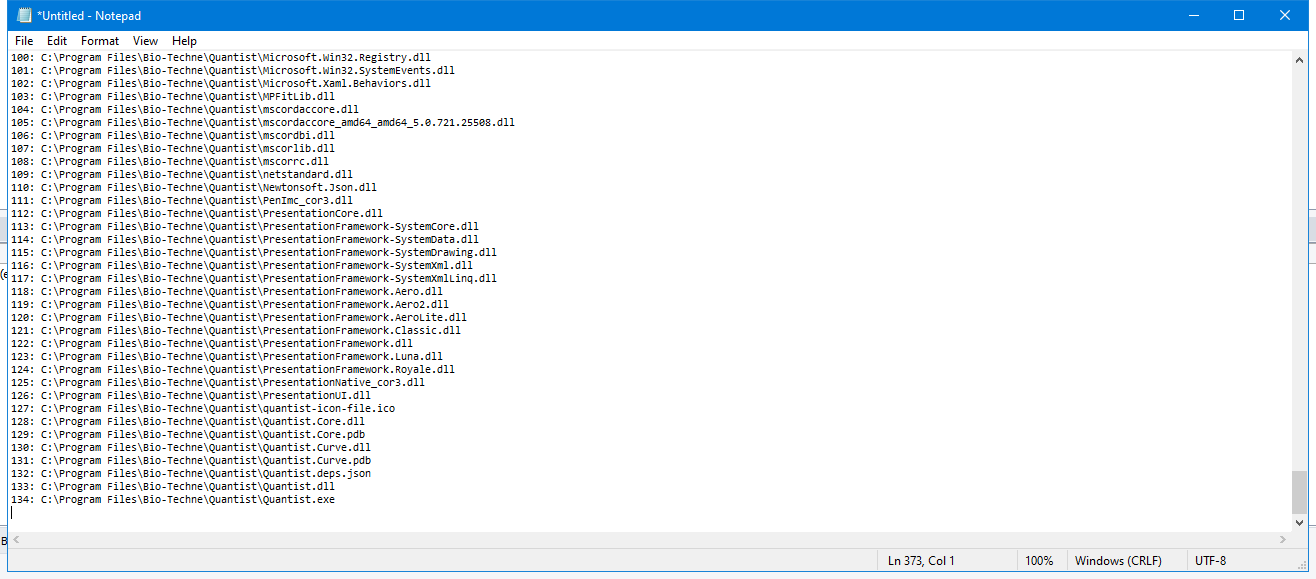 *Untitled - Notepad
File Edit Format View Help
100: C:\Program Files\Bio-Techne\Quantist\Microsoft.Win32.Registry.dll
101: C:\Program Files\Bio-Techne\Quantist\Microsoft.Win32.SystemEvents.dll
102: C:\Program Files\Bio-Techne\Quantist\Microsoft.Xaml.Behaviors.dll
103: C:\Program Files\Bio-Techne\Quantist\MPFitLib.dll
104: C:\Program Files\Bio-Techne\Quantist\mscordaccore.dll
105: C:\Program Files\Bio-Techne\Quantist\mscordaccore_amd64_amd64_5.0.721.25508.dll
106: C:\Program Files\Bio-Techne\Quantist\mscordbi.dll
107: C:\Program Files\Bio-Techne\Quantist\mscorlib.dll
108: C:\Program Files\Bio-Techne\Quantist\mscorrc.dll
109: C:\Program Files\Bio-Techne\Quantist\netstandard.dll
110: C:\Program Files\Bio-Techne\Quantist\Newtonsoft.Json.dll
111: C:\Program Files\Bio-Techne\Quantist\PenImc_cor3.dll
112: C:\Program Files\Bio-Techne\Quantist\PresentationCore.dll
113: C:\Program Files\Bio-Techne\Quantist\PresentationFramework-SystemCore.dll
114: C:\Program Files\Bio-Techne\Quantist\PresentationFramework-SystemData.dll
115: C:\Program Files\Bio-Techne\Quantist\PresentationFramework-SystemDrawing.dll
116: C:\Program Files\Bio-Techne\Quantist\PresentationFramework-SystemXml.dll
117: C:\Program Files\Bio-Techne\Quantist\PresentationFramework-SystemXmlLinq.dll
118: C:\Program Files\Bio-Techne\Quantist\PresentationFramework.Aero.dll
119: C:\Program Files\Bio-Techne\Quantist\PresentationFramework.Aero2.dll
120: C:\Program Files\Bio-Techne\Quantist\PresentationFramework.AeroLite.dll
121: C:\Program Files\Bio-Techne\Quantist\PresentationFramework.Classic.dll
122: C:\Program Files\Bio-Techne\Quantist\PresentationFramework.dll
123: C:\Program Files\Bio-Techne\Quantist\PresentationFramework.Luna.dll
124: C:\Program Files\Bio-Techne\Quantist\PresentationFramework.Royale.dll
125: C:\Program Files\Bio-Techne\Quantist\PresentationNative_cor3.dll
126: C:\Program Files\Bio-Techne\Quantist\PresentationUI.dll
127: C:\Program Files\Bio-Techne\Quantist\quantist-icon-file.ico
128: C:\Program Files\Bio-Techne\Quantist\Quantist.Core.dll
129: C:\Program Files\Bio-Techne\Quantist\Quantist.Core.pdb
130: C:\Program Files\Bio-Techne\Quantist\Quantist.Curve.dll
131: C:\Program Files\Bio-Techne\Quantist\Quantist.Curve.pdb
132: C:\Program Files\Bio-Techne\Quantist\Quantist.deps.json
133: C:\Program Files\Bio-Techne\Quantist\Quantist.dll
134: C:\Program Files\Bio-Techne\Quantist\Quantist.exe
Ln 373, Col 1 100% Windows (CRLF) UTF-8